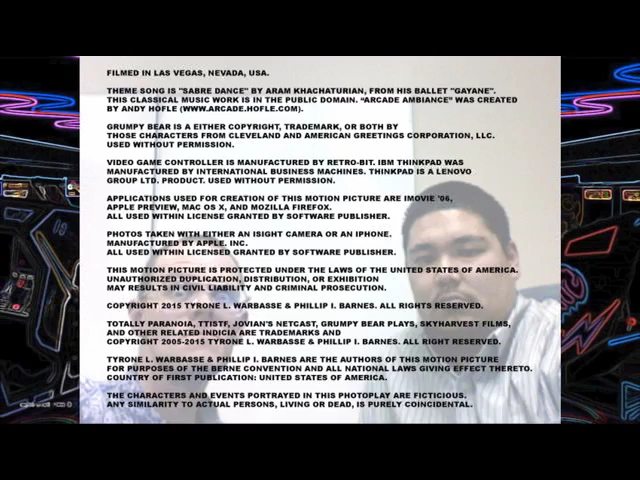 FILMED IN LAS VEGAS, NEVADA, USA.
THEME SONG IS "SABRE DANCE" BY ARAM KHACHATURIAN, FROM HIS BALLET "GAYANE".
THIS CLASSICAL MUSIC WORK IS IN THE PUBLIC DOMAIN. “ARCADE AMBIANCE” WAS CREATED
BY ANDY HOFLE (WWW.ARCADE.HOFLE.COM).
GRUMPY BEAR IS A EITHER COPYRIGHT, TRADEMARK, OR BOTH BY
THOSE CHARACTERS FROM CLEVELAND AND AMERICAN GREETINGS CORPORATION, LLC.
USED WITHOUT PERMISSION.
VIDEO GAME CONTROLLER IS MANUFACTURED BY RETRO-BIT. IBM THINKPAD WAS
MANUFACTURED BY INTERNATIONAL BUSINESS MACHINES. THINKPAD IS A LENOVO
GROUP LTD. PRODUCT. USED WITHOUT PERMISSION.
APPLICATIONS USED FOR CREATION OF THIS MOTION PICTURE ARE IMOVIE '06,
APPLE PREVIEW, MAC OS X, AND MOZILLA FIREFOX.
ALL USED WITHIN LICENSE GRANTED BY SOFTWARE PUBLISHER.
PHOTOS TAKEN WITH EITHER AN ISIGHT CAMERA OR AN IPHONE.
MANUFACTURED BY APPLE. INC.
ALL USED WITHIN LICENSED GRANTED BY SOFTWARE PUBLISHER.
THIS MOTION PICTURE IS PROTECTED UNDER THE LAWS OF THE UNITED STATES OF AMERICA.
UNAUTHORIZED DUPLICATION, DISTRIBUTION, OR EXHIBITION
MAY RESULTS IN CIVIL LIABILITY AND CRIMINAL PROSECUTION.
COPYRIGHT 2015 TYRONE L. WARBASSE & PHILLIP I. BARNES. ALL RIGHTS RESERVED.
TOTALLY PARANOIA, TTISTF, JOVIAN'S NETCAST, GRUMPY BEAR PLAYS, SKYHARVEST FILMS,
AND OTHER RELATED INDICIA ARE TRADEMARKS AND
COPYRIGHT 2005-2015 TYRONE L. WARBASSE & PHILLIP I. BARNES. ALL RIGHT RESERVED.
TYRONE L. WARBASSE & PHILLIP I. BARNES ARE THE AUTHORS OF THIS MOTION PICTURE
FOR PURPOSES OF THE BERNE CONVENTION AND ALL NATIONAL LAWS GIVING EFFECT THERETO.
COUNTRY OF FIRST PUBLICATION: UNITED STATES OF AMERICA.
THE CHARACTERS AND EVENTS PORTRAYED IN THIS PHOTOPLAY ARE FICTICIOUS.
ANY SIMILARITY TO ACTUAL PERSONS, LIVING OR DEAD, IS PURELY COINCIDENTAL.